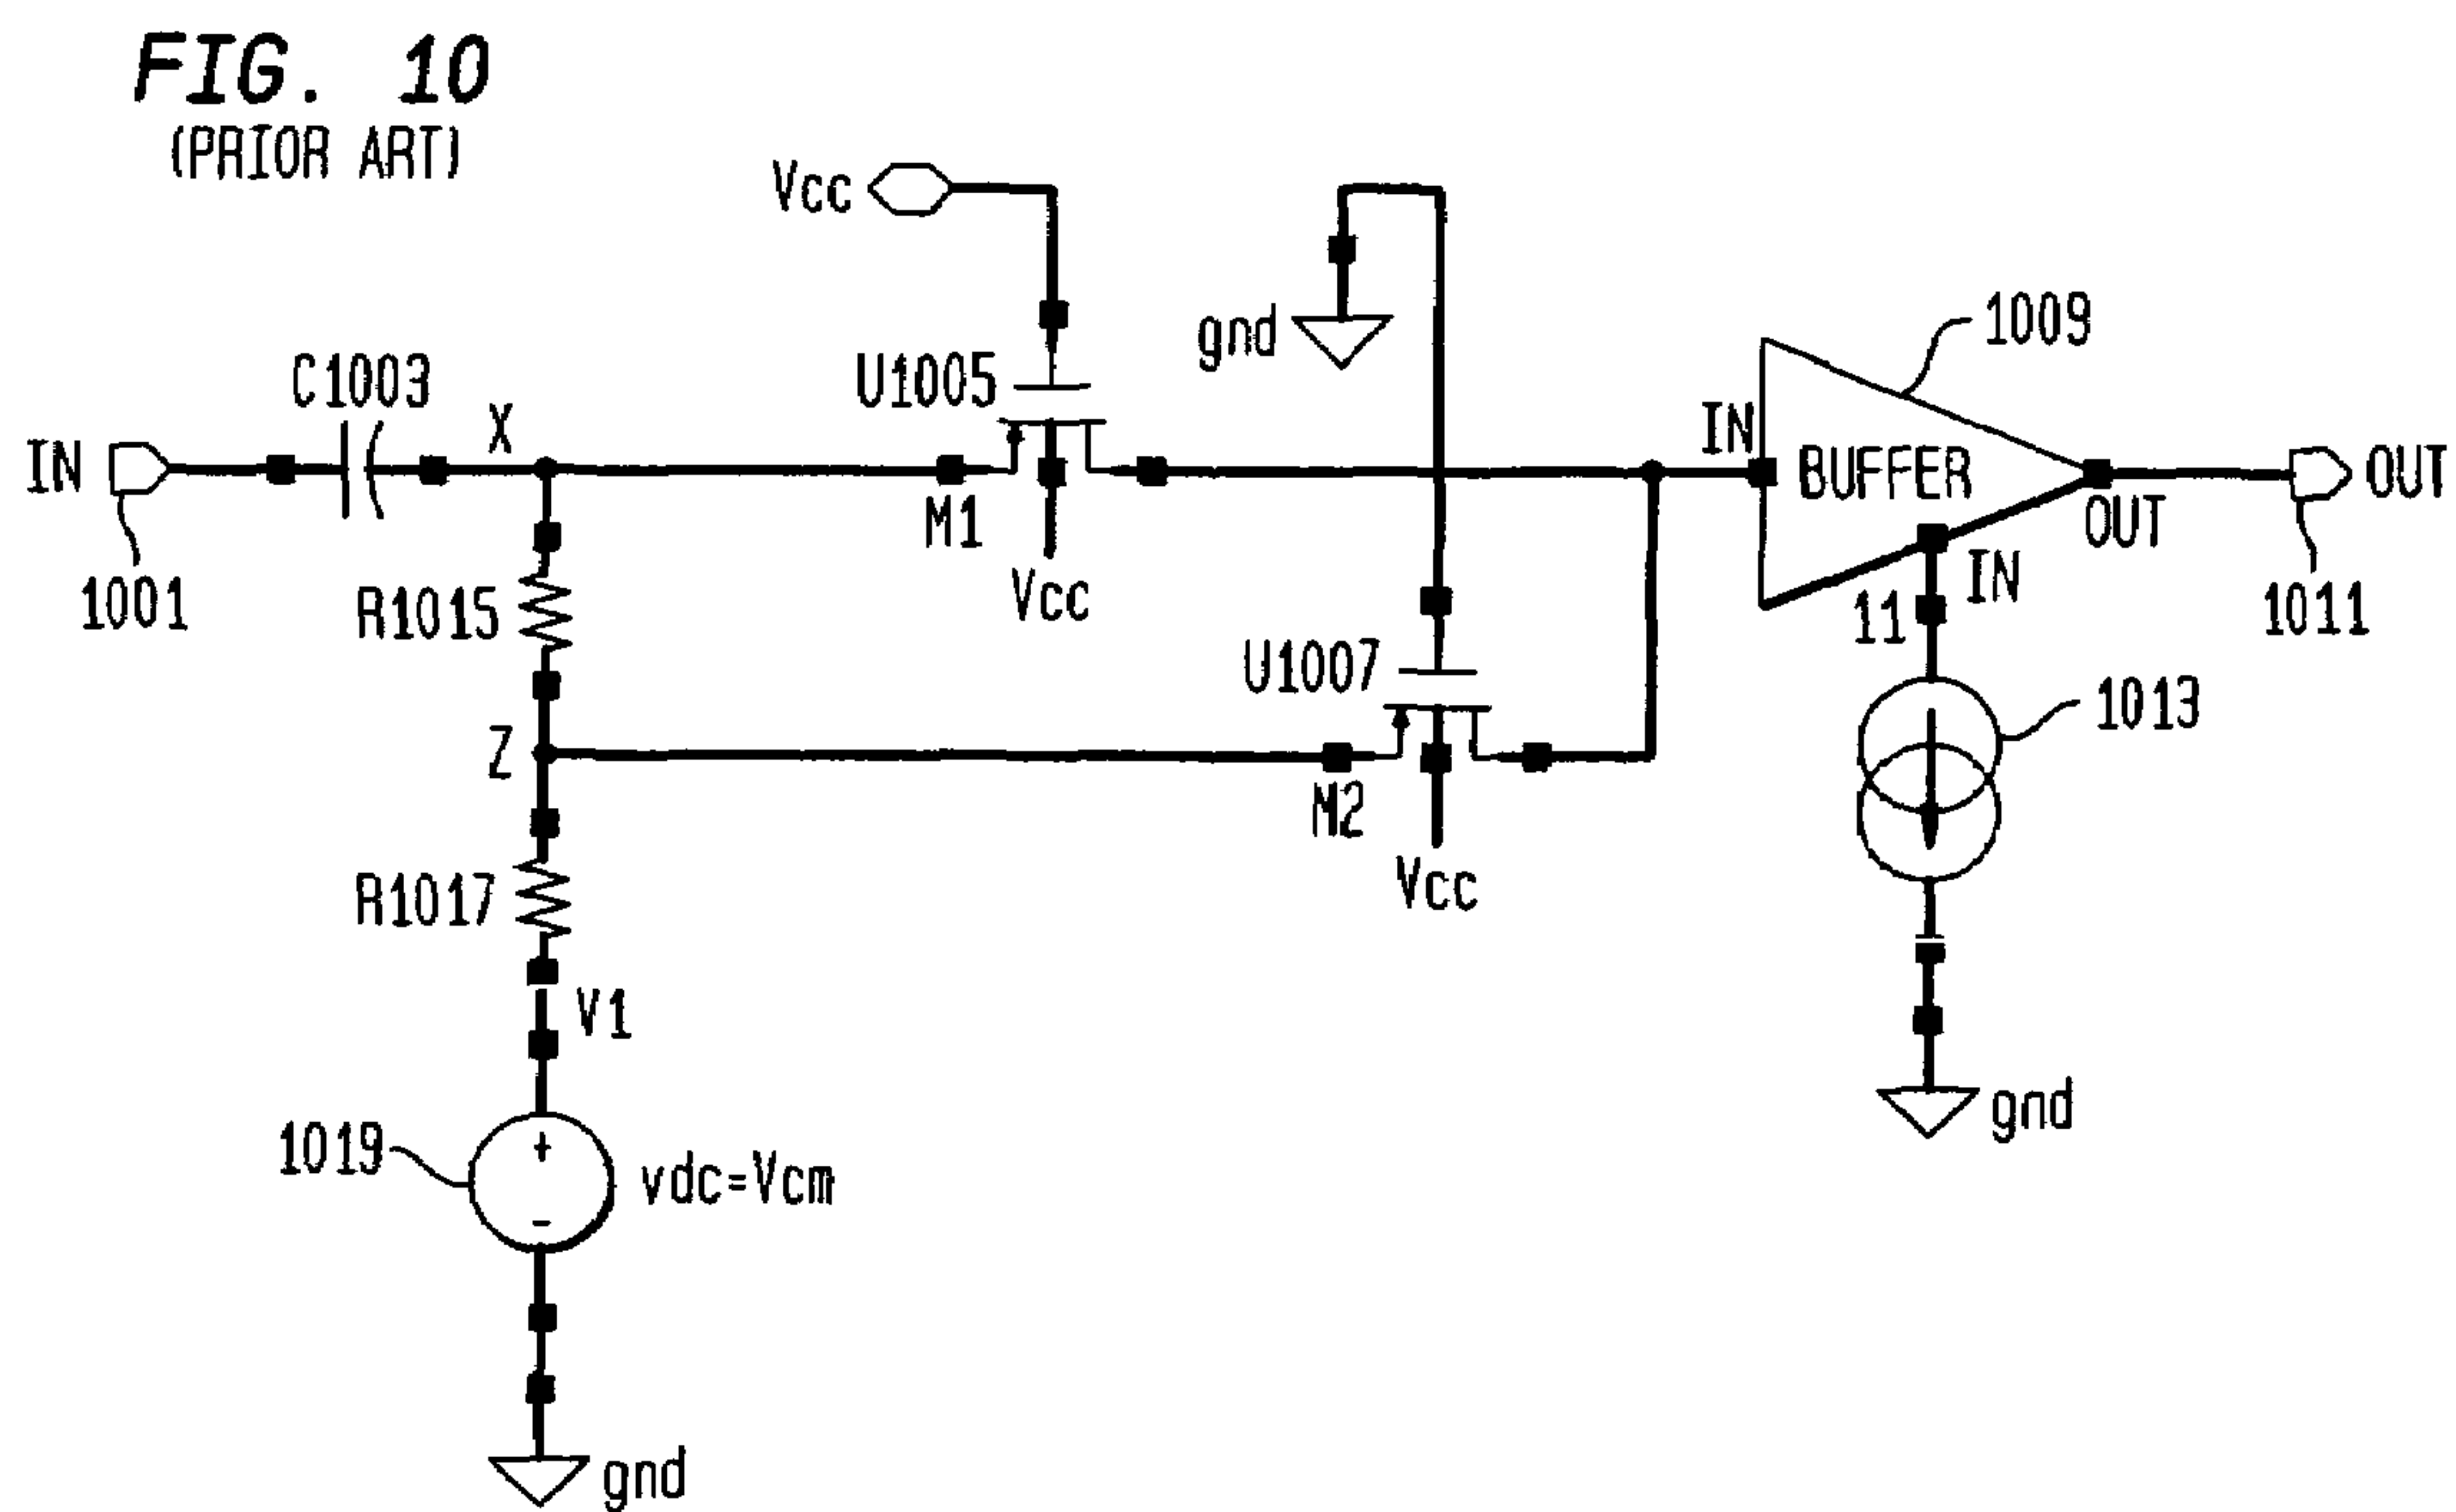 FIG. 10
(PRIOR ART)
Vcc
gnd
1009
C1003
U1005
X
IN
IN
BUFFER
OUT
OUT
M1
Vcc
IN
11
1001
R1015
1011
U1007
1013
Z
M2
Vcc
R1017
V1
gnd
1019
+
-
vdc=Vcm
gnd